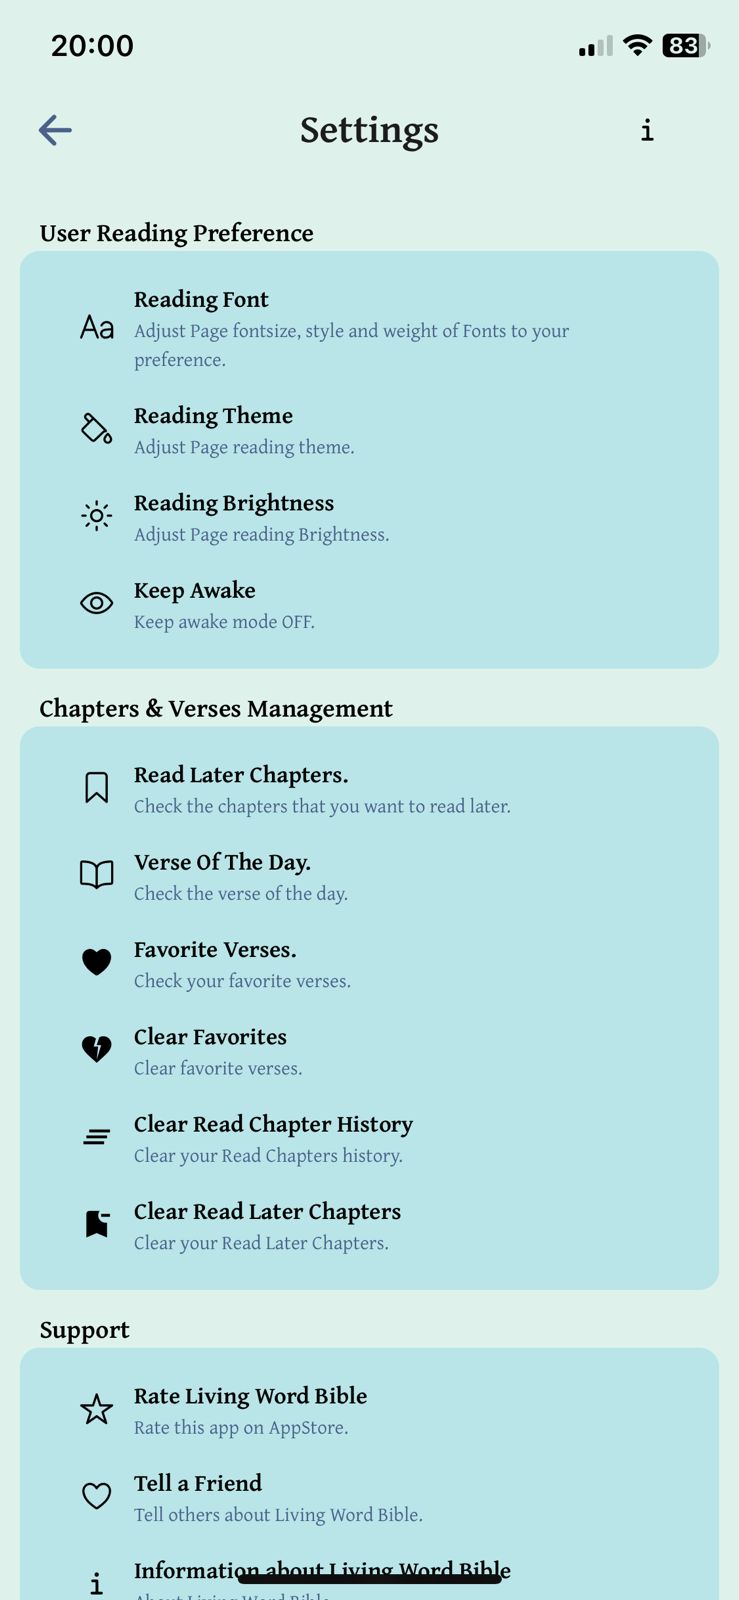 20:00
83
Settings
i
User Reading Preference
Aa
Reading Font
Adjust Page fontsize, style and weight of Fonts to your
preference.
Reading Theme
Adjust Page reading theme.
Reading Brightness
Adjust Page reading Brightness.
Keep Awake
Keep awake mode OFF.
Chapters & Verses Management
Read Later Chapters.
Check the chapters that you want to read later.
Verse Of The Day.
Check the verse of the day.
Favorite Verses.
Check your favorite verses.
Clear Favorites
Clear favorite verses.
Clear Read Chapter History
Clear your Read Chapters history.
Clear Read Later Chapters
Clear your Read Later Chapters.
Support
Rate Living Word Bible
Rate this app on AppStore.
Tell a Friend
Tell others about Living Word Bible.
i
Information about Living Word Bible
About Living Word Bible